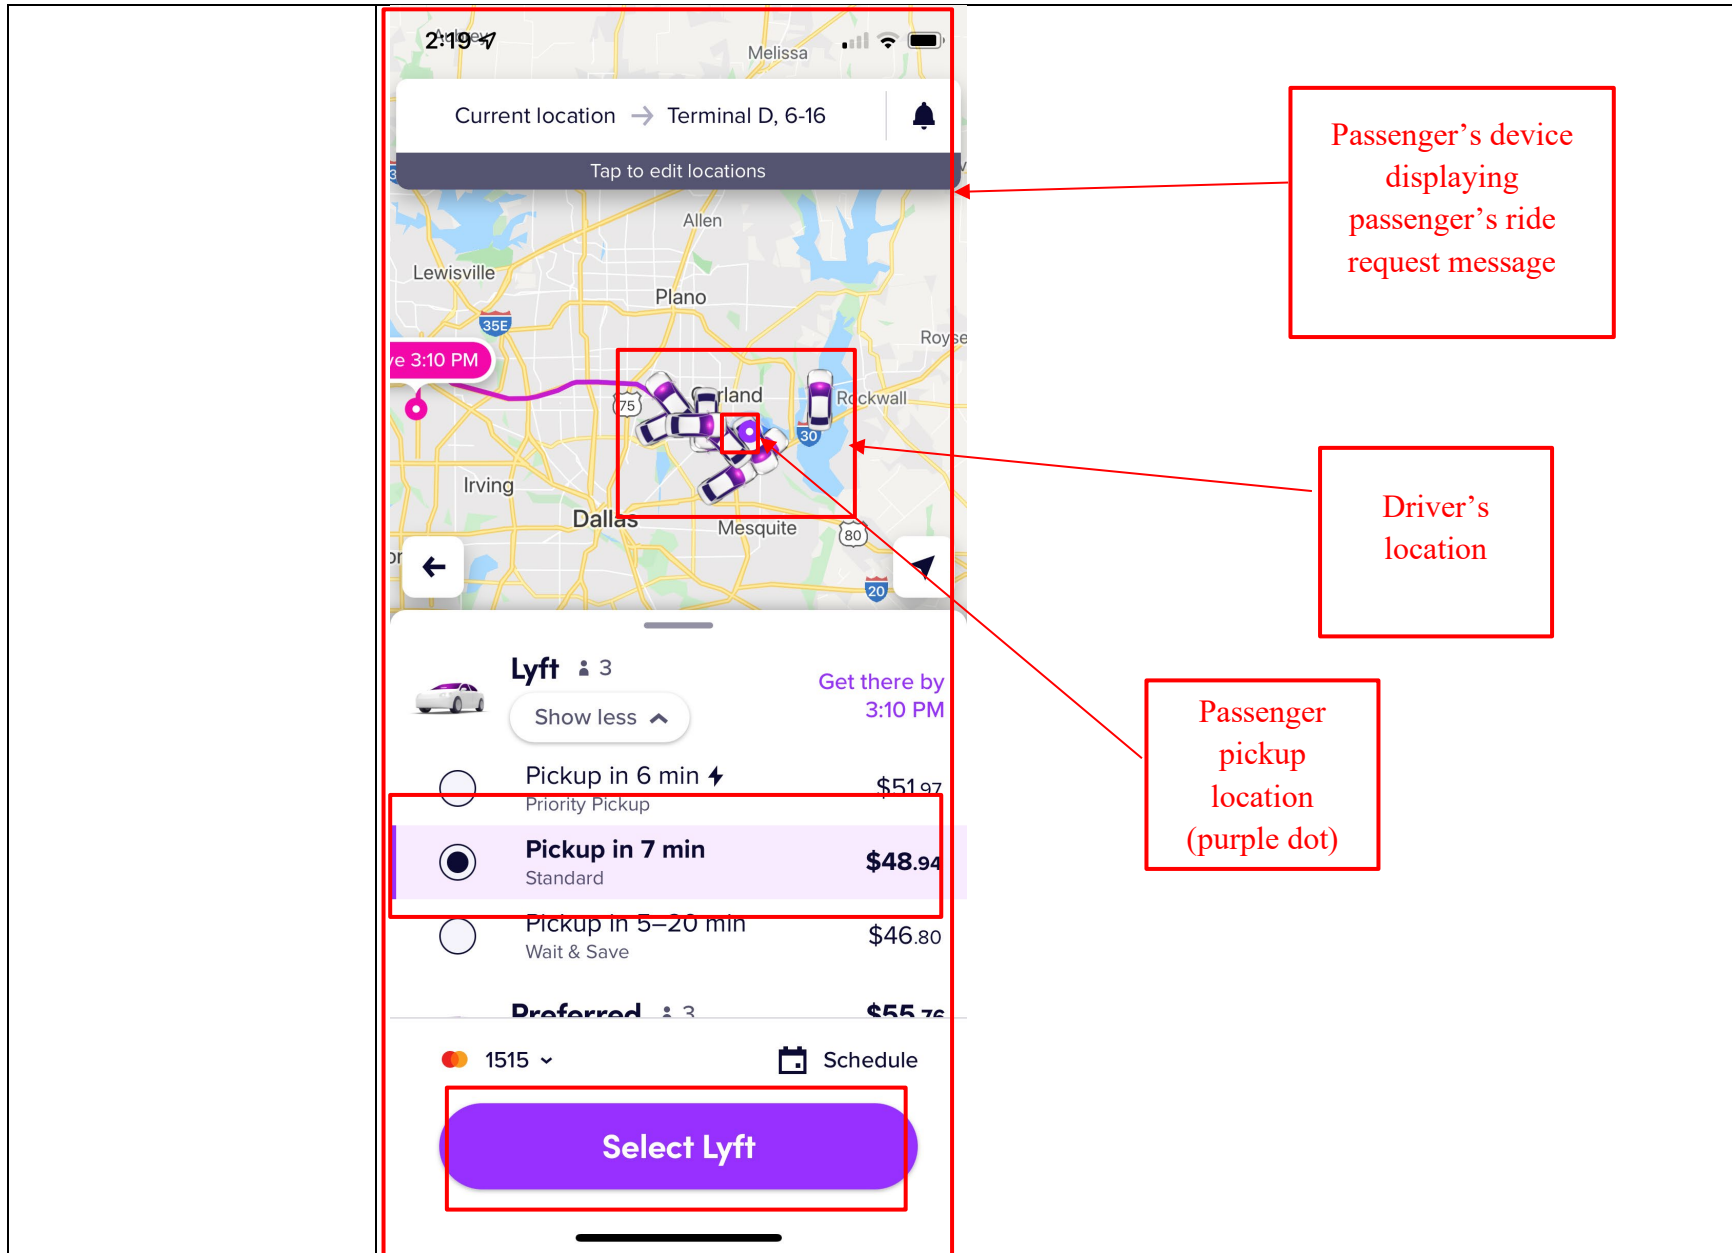 2:19
Melissa
Current location → Terminal D, 6-16
Tap to edit locations
Allen
Lewisville
Plano
35E
Royse
3:10 PM
75
Rockwall
30
Irving
Dallas
Mesquite
80
20
Lyft 3
Show less
Get there by
3:10 PM
Pickup in 6 min
$51.97
Priority Pickup
Pickup in 7 min
$48.94
Standard
Pickup in 5–20 min
$46.80
Wait & Save
Preferred 3
$55.76
1515
Schedule
Select Lyft
Passenger’s device
displaying
passenger’s ride
request message
Driver’s
location
Passenger
pickup
location
(purple dot)